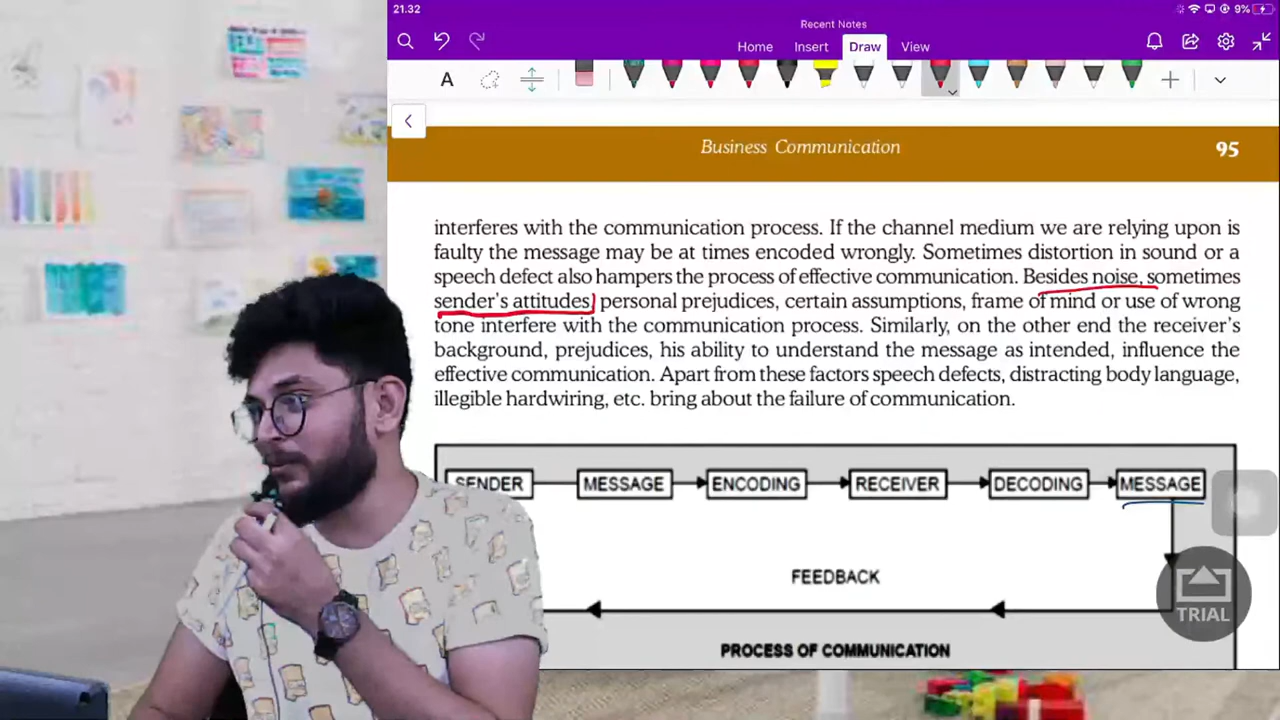 21.32
9%
Recent Notes
Home Insert Draw View
A
Business Communication 95
interferes with the communication process. If the channel medium we are relying upon is
faulty the message may be at times encoded wrongly. Sometimes distortion in sound or a
speech defect also hampers the process of effective communication. Besides noise, sometimes
sender's attitudes, personal prejudices, certain assumptions, frame of mind or use of wrong
tone interfere with the communication process. Similarly, on the other end the receiver's
background, prejudices, his ability to understand the message as intended, influence the
effective communication. Apart from these factors speech defects, distracting body language,
illegible hardwiring, etc. bring about the failure of communication.
SENDER MESSAGE ENCODING RECEIVER DECODING MESSAGE
FEEDBACK
TRIAL
PROCESS OF COMMUNICATION